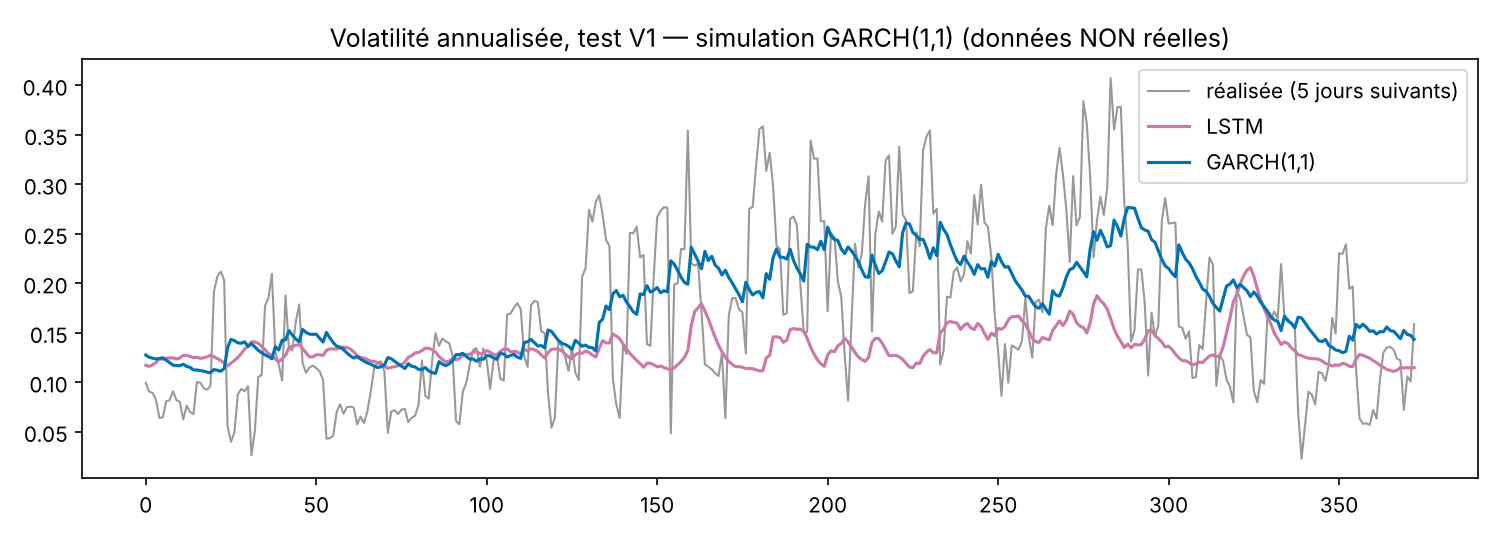 Volatilité annualisée, test V1 — simulation GARCH(1,1) (données NON réelles)
réalisée (5 jours suivants)
LSTM
GARCH(1,1)
0.40
0.35
0.30
0.25
0.20
0.15
0.10
0.05
0 50 100 150 200 250 300 350